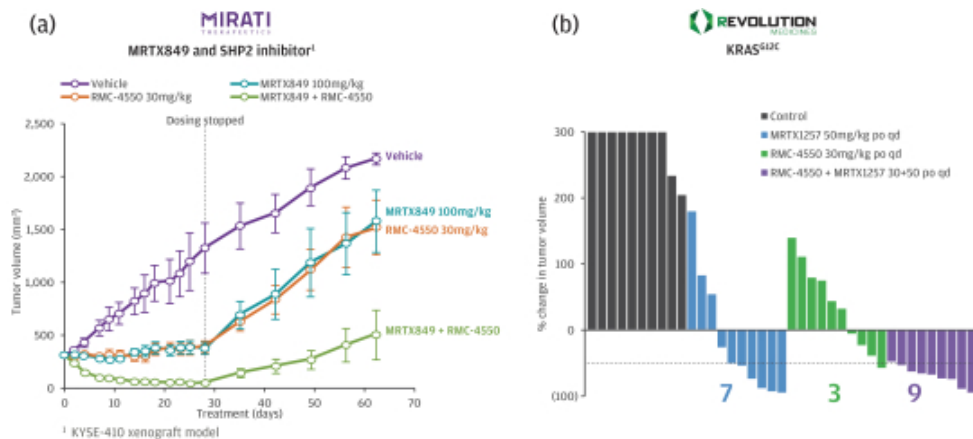 (a)
MIRATI
THERAPEUTICS
MRTX849 and SHP2 inhibitor¹
Vehicle
MRTX849 100mg/kg
RMC-4550 30mg/kg
MRTX849 + RMC-4550
Dosing stopped
Tumor volume (mm³)
2,500
2,000
1,500
1,000
500
0
Vehicle
MRTX849 100mg/kg
RMC-4550 30mg/kg
MRTX849 + RMC-4550
0 10 20 30 40 50 60 70
Treatment (days)
¹ KYSE-410 xenograft model
(b)
REVOLUTION
MEDICINES
KRASG12C
Control
MRTX1257 50mg/kg po qd
RMC-4550 30mg/kg po qd
RMC-4550 + MRTX1257 30+50 po qd
% change in tumor volume
300
200
100
0
(100)
7 3 9